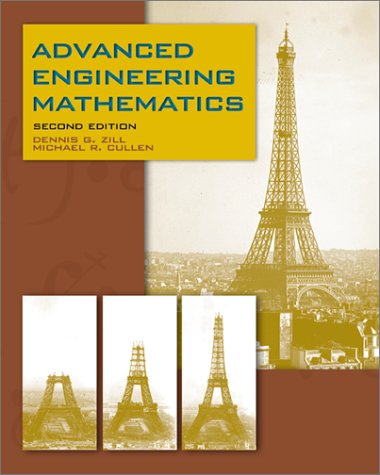 ADVANCED
ENGINEERING
MATHEMATICS
SECOND EDITION
DENNIS G. ZILL
MICHAEL R. CULLEN